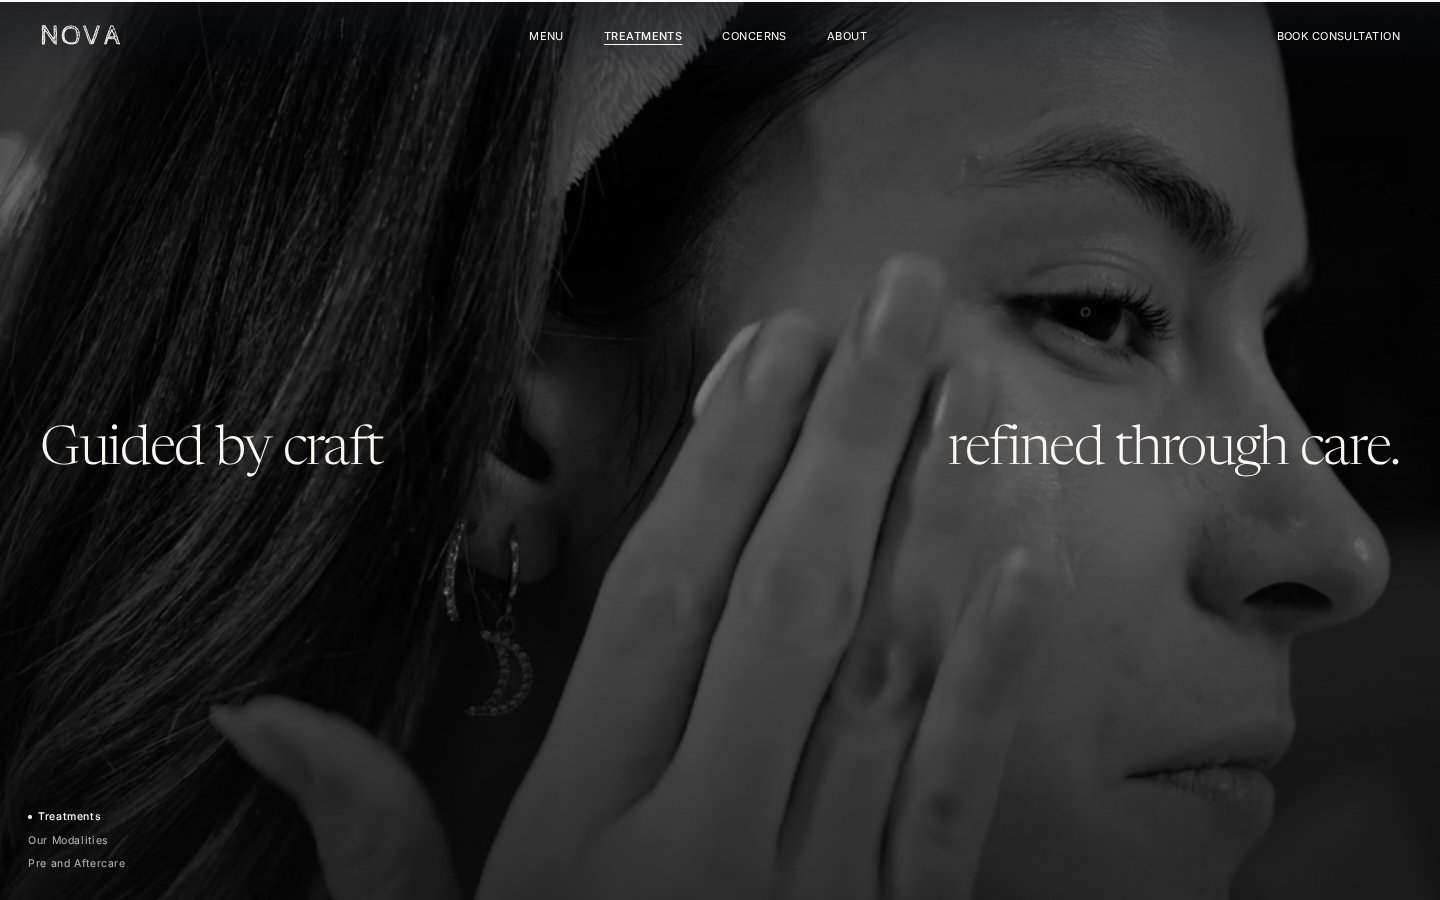 NOVA
MENU TREATMENTS CONCERNS ABOUT BOOK CONSULTATION
Guided by craft refined through care.
Treatments
Our Modalities
Pre and Aftercare